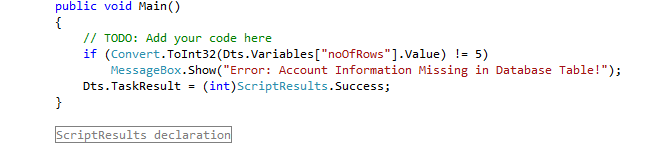 public void Main()
{
// TODO: Add your code here
if (Convert.ToInt32(Dts.Variables["noOfRows"].Value) != 5)
MessageBox.Show("Error: Account Information Missing in Database Table!");
Dts.TaskResult = (int)ScriptResults.Success;
}
ScriptResults declaration